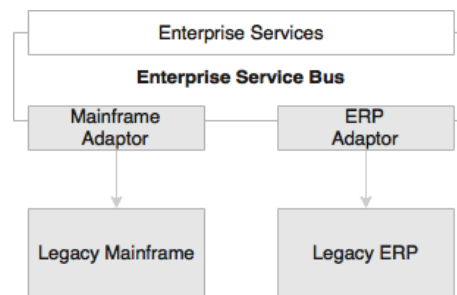 Enterprise Services
Enterprise Service Bus
Mainframe
Adaptor
ERP
Adaptor
Legacy Mainframe
Legacy ERP